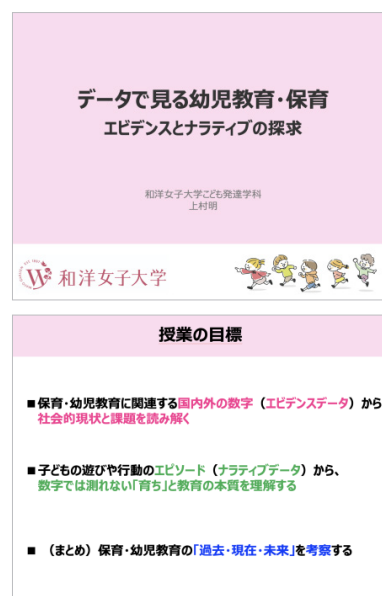 データで見る幼児教育・保育
エビデンスとナラティブの探求
和洋女子大学こども発達学科
上村明
和洋女子大学
授業の目標
■保育・幼児教育に関連する国内外の数字（エビデンスデータ）から
社会的現状と課題を読み解く
■子どもの遊びや行動のエピソード（ナラティブデータ）から、
数字では測れない「育ち」と教育の本質を理解する
■ （まとめ）保育・幼児教育の「過去・現在・未来」を考察する